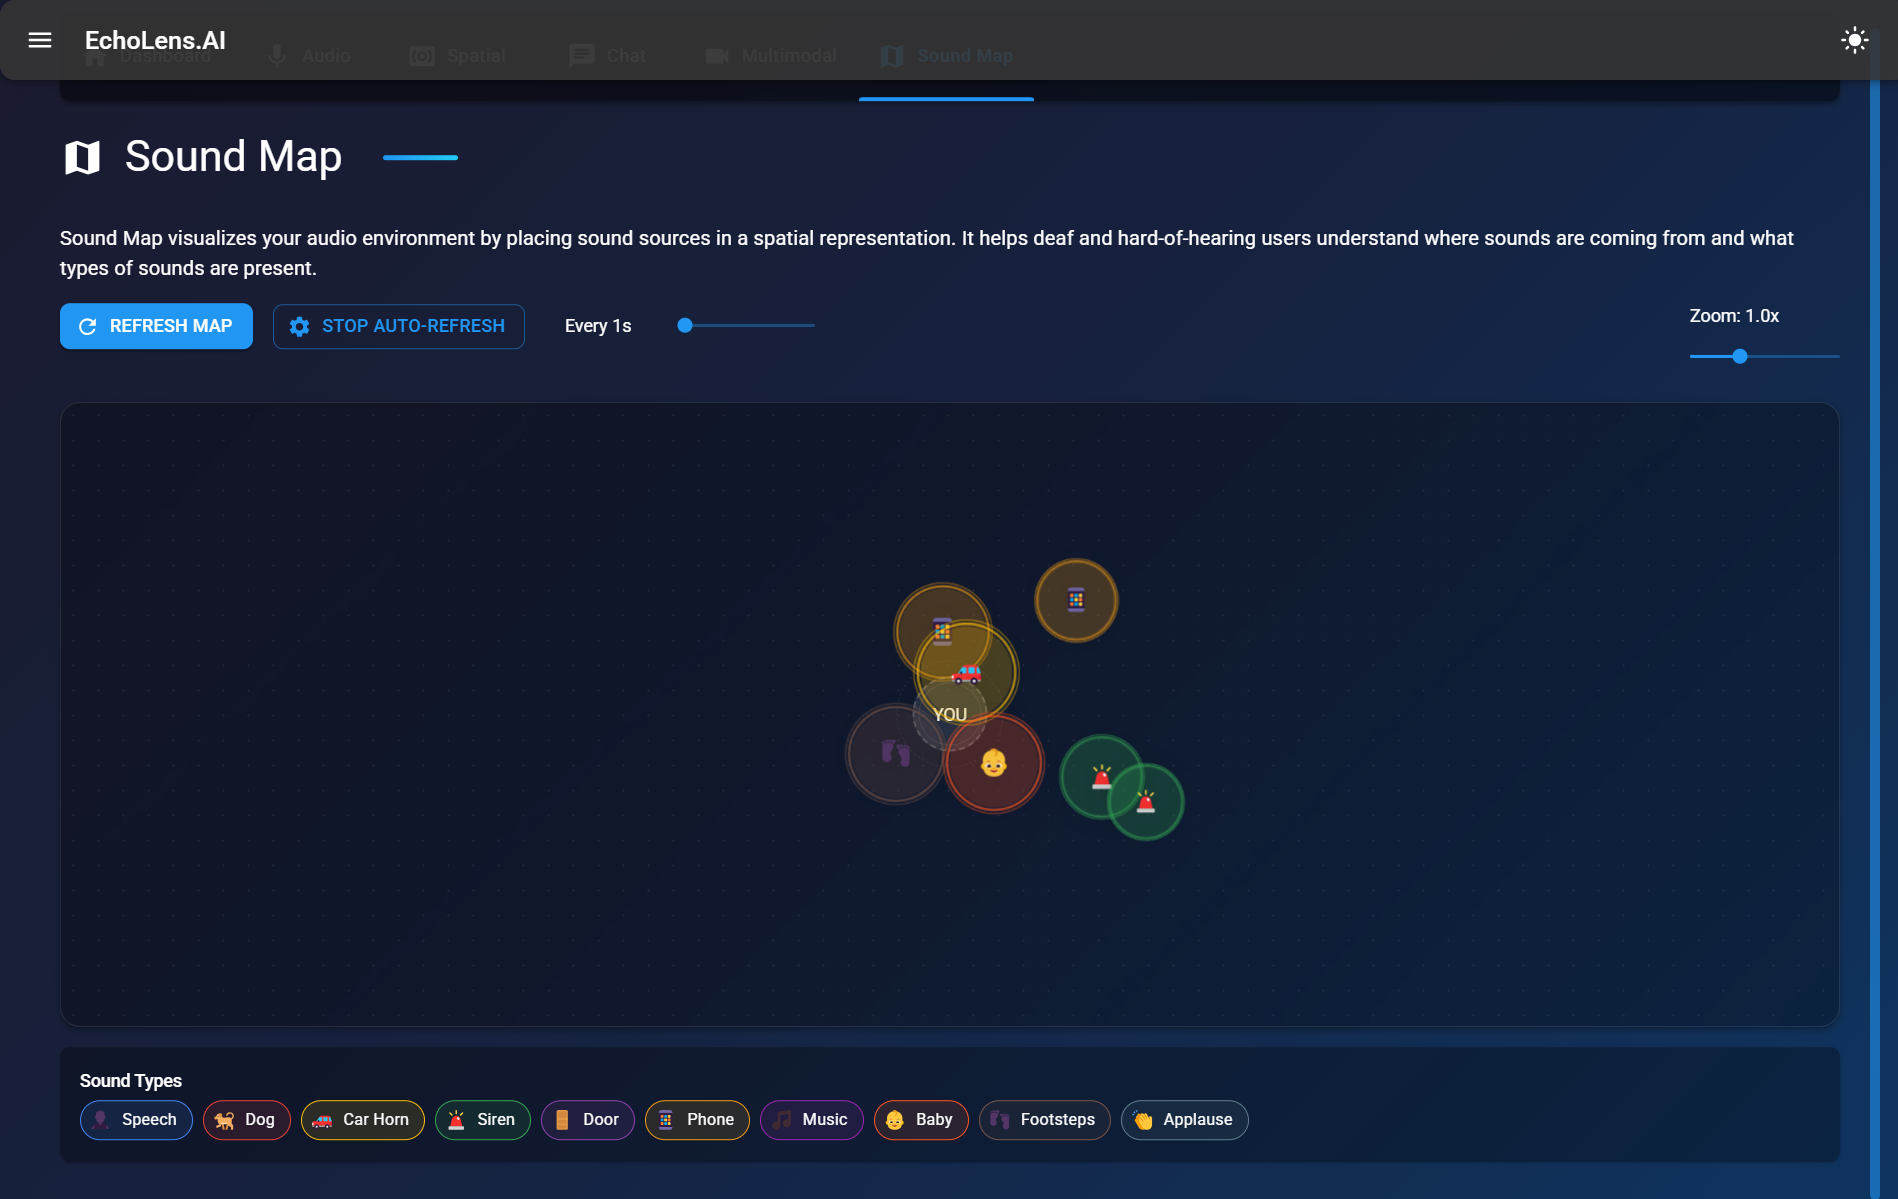 EchoLens.AI
Dashboard
Audio
Spatial
Chat
Multimodal
Sound Map
Sound Map
Sound Map visualizes your audio environment by placing sound sources in a spatial representation. It helps deaf and hard-of-hearing users understand where sounds are coming from and what
types of sounds are present.
REFRESH MAP
STOP AUTO-REFRESH
Every 1s
Zoom: 1.0x
YOU
Sound Types
Speech
Dog
Car Horn
Siren
Door
Phone
Music
Baby
Footsteps
Applause